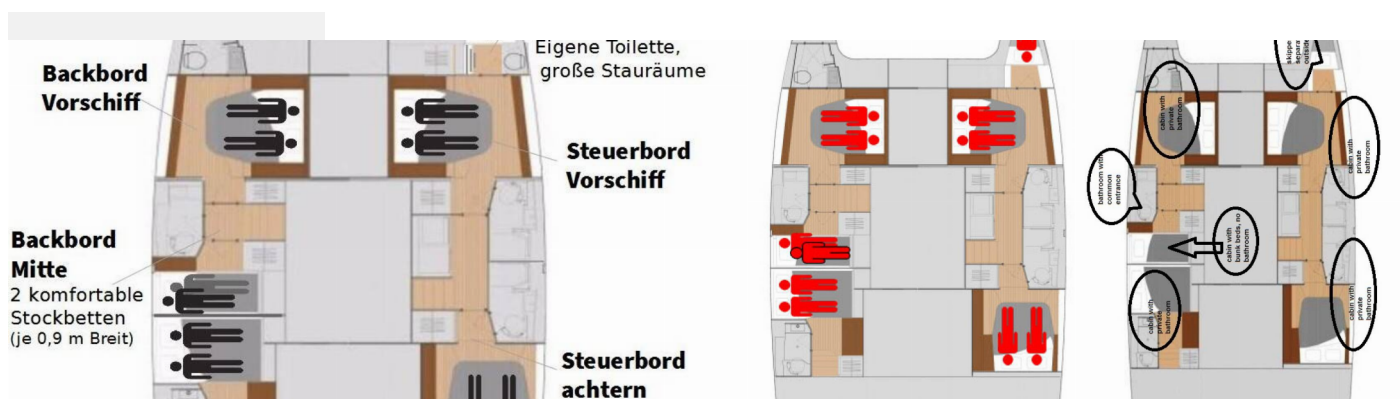 Eigene Toilette,
große Stauräume
Backbord
Vorschiff
Steuerbord
Vorschiff
Backbord
Mitte
2 komfortable
Stockbetten
(je 0,9 m Breit)
Steuerbord
achtern
cabin with
private
bathroom
cabin with
private
bathroom
bathroom with
common
entrance
cabin with
bunk beds, no
bathroom
cabin with
private
bathroom
cabin with
private
bathroom